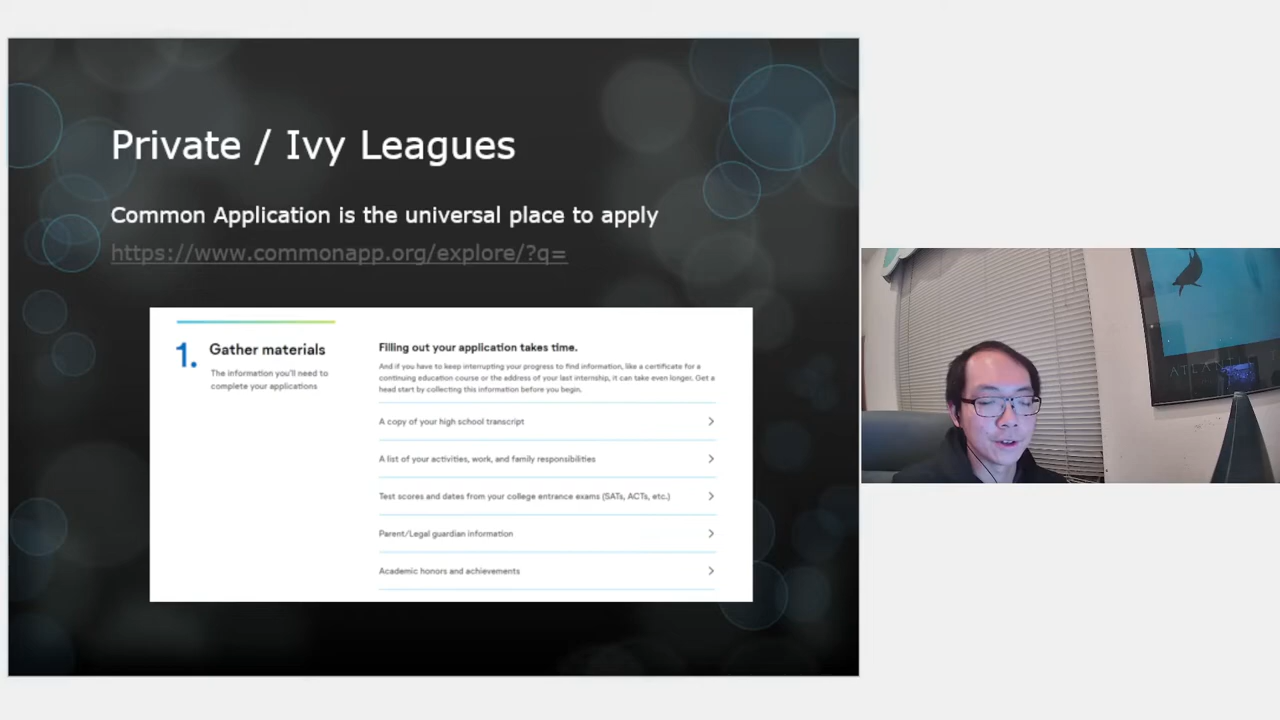 Private / Ivy Leagues
Common Application is the universal place to apply
https://www.commonapp.org/explore/?q=
1.
Gather materials
The information you'll need to
complete your applications
Filling out your application takes time.
And if you have to keep interrupting your progress to find information, like a certificate for a
continuing education course or the address of your last internship, it can take even longer. Get a
head start by collecting this information before you begin.
A copy of your high school transcript
A list of your activities, work, and family responsibilities
Test scores and dates from your college entrance exams (SATs, ACTs, etc.)
Parent/Legal guardian information
Academic honors and achievements